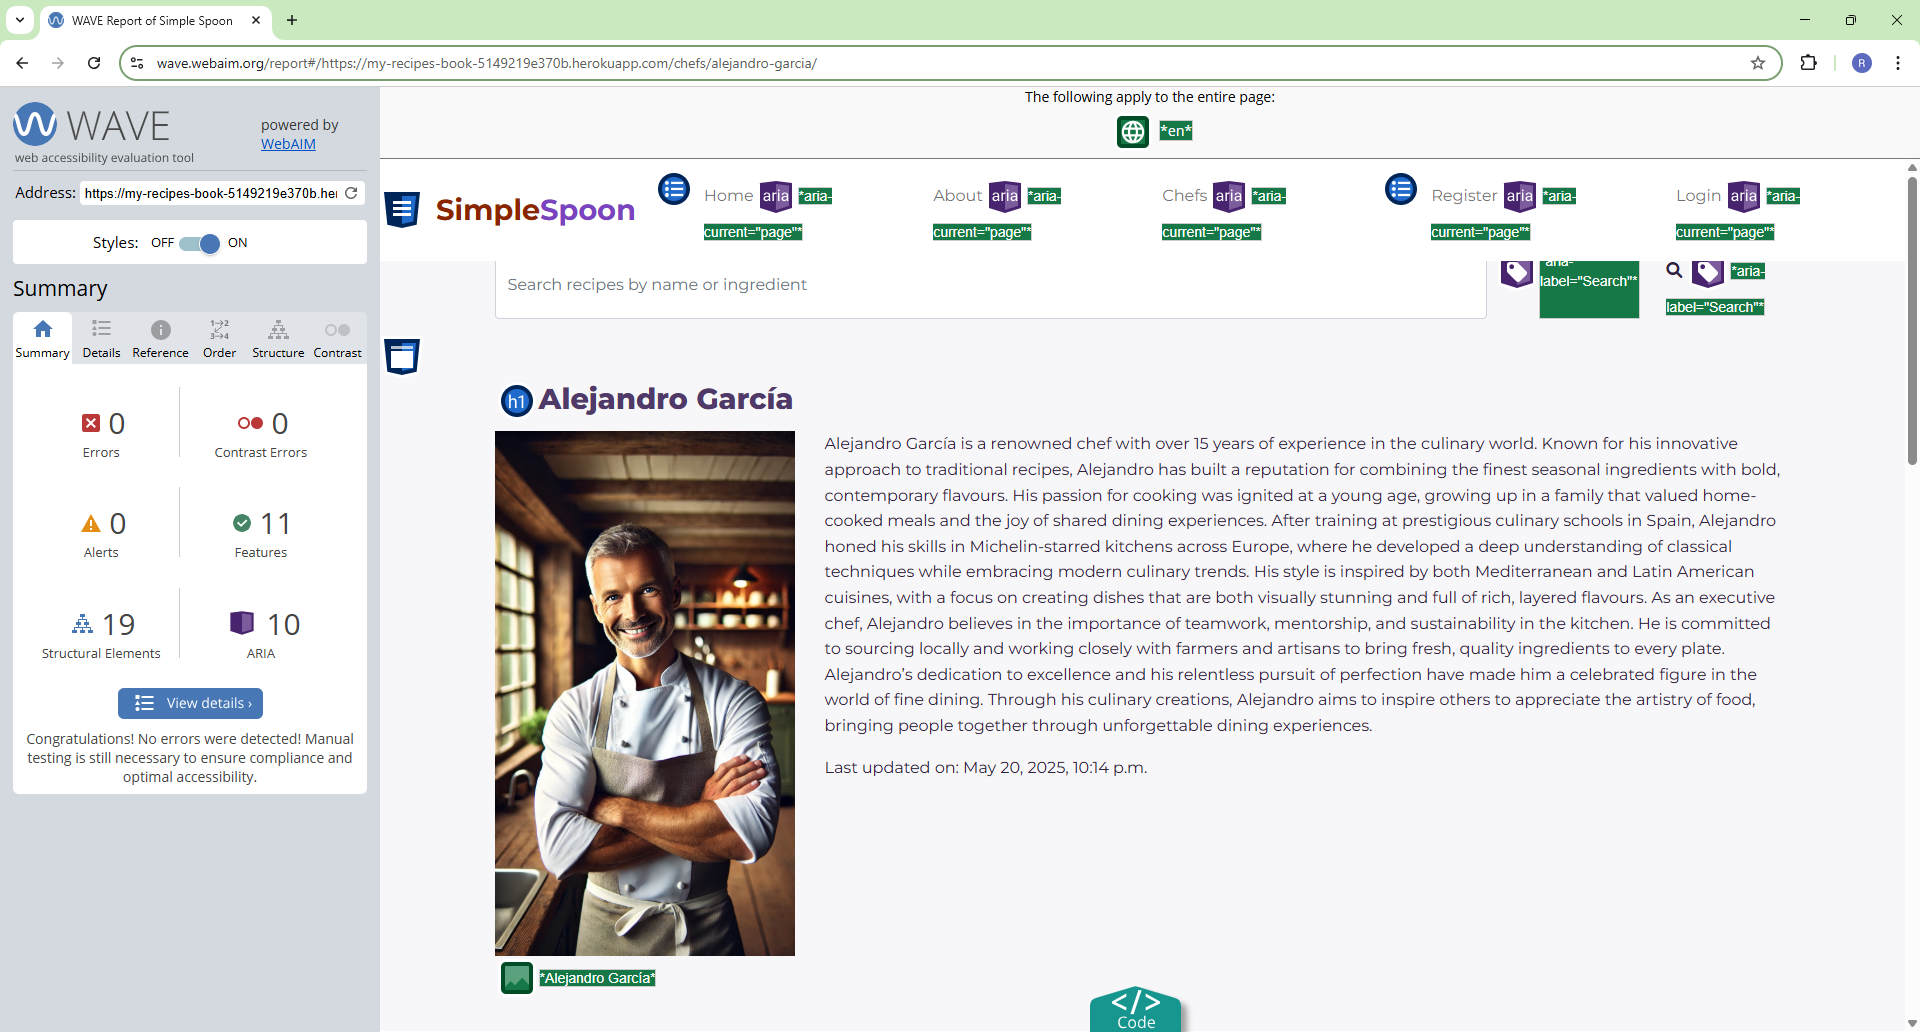 WAVE Report of Simple Spoon
wave.webaim.org/report#/https://my-recipes-book-5149219e370b.herokuapp.com/chefs/alejandro-garcia/
R
WAVE
web accessibility evaluation tool
powered by
WebAIM
Address: https://my-recipes-book-5149219e370b.he
Styles: OFF ON
Summary
Summary Details Reference Order Structure Contrast
0 Errors
0 Contrast Errors
0 Alerts
11 Features
19 Structural Elements
10 ARIA
View details ›
Congratulations! No errors were detected! Manual
testing is still necessary to ensure compliance and
optimal accessibility.
The following apply to the entire page:
*en*
SimpleSpoon
Home aria *aria-
current="page"*
About aria *aria-
current="page"*
Chefs aria *aria-
current="page"*
Register aria *aria-
current="page"*
Login aria *aria-
current="page"*
Search recipes by name or ingredient
label="Search"*
*aria-
label="Search"*
h1 Alejandro García
Alejandro García is a renowned chef with over 15 years of experience in the culinary world. Known for his innovative
approach to traditional recipes, Alejandro has built a reputation for combining the finest seasonal ingredients with bold,
contemporary flavours. His passion for cooking was ignited at a young age, growing up in a family that valued home-
cooked meals and the joy of shared dining experiences. After training at prestigious culinary schools in Spain, Alejandro
honed his skills in Michelin-starred kitchens across Europe, where he developed a deep understanding of classical
techniques while embracing modern culinary trends. His style is inspired by both Mediterranean and Latin American
cuisines, with a focus on creating dishes that are both visually stunning and full of rich, layered flavours. As an executive
chef, Alejandro believes in the importance of teamwork, mentorship, and sustainability in the kitchen. He is committed
to sourcing locally and working closely with farmers and artisans to bring fresh, quality ingredients to every plate.
Alejandro’s dedication to excellence and his relentless pursuit of perfection have made him a celebrated figure in the
world of fine dining. Through his culinary creations, Alejandro aims to inspire others to appreciate the artistry of food,
bringing people together through unforgettable dining experiences.
Last updated on: May 20, 2025, 10:14 p.m.
*Alejandro García*
</> Code